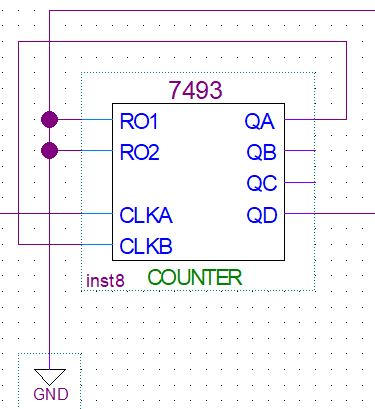 7493
RO1 QA
RO2 QB
QC
CLKA QD
CLKB
inst8 COUNTER
GND